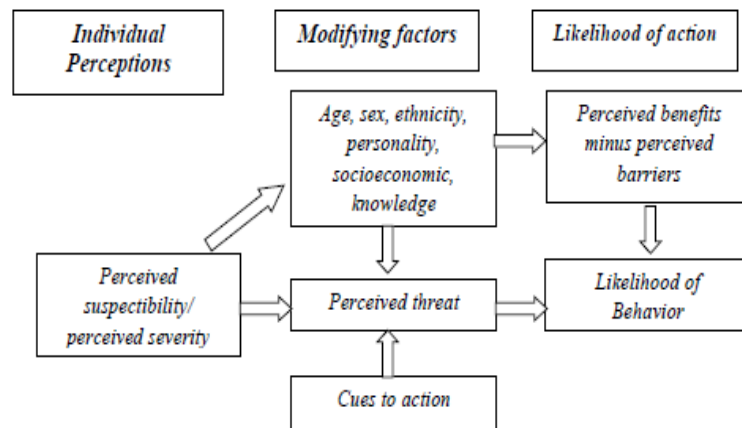 Individual
Perceptions
Modifying factors
Likelihood of action
Age, sex, ethnicity,
personality,
socioeconomic,
knowledge
Perceived benefits
minus perceived
barriers
Perceived
suspectibility/
perceived severity
Perceived threat
Likelihood of
Behavior
Cues to action